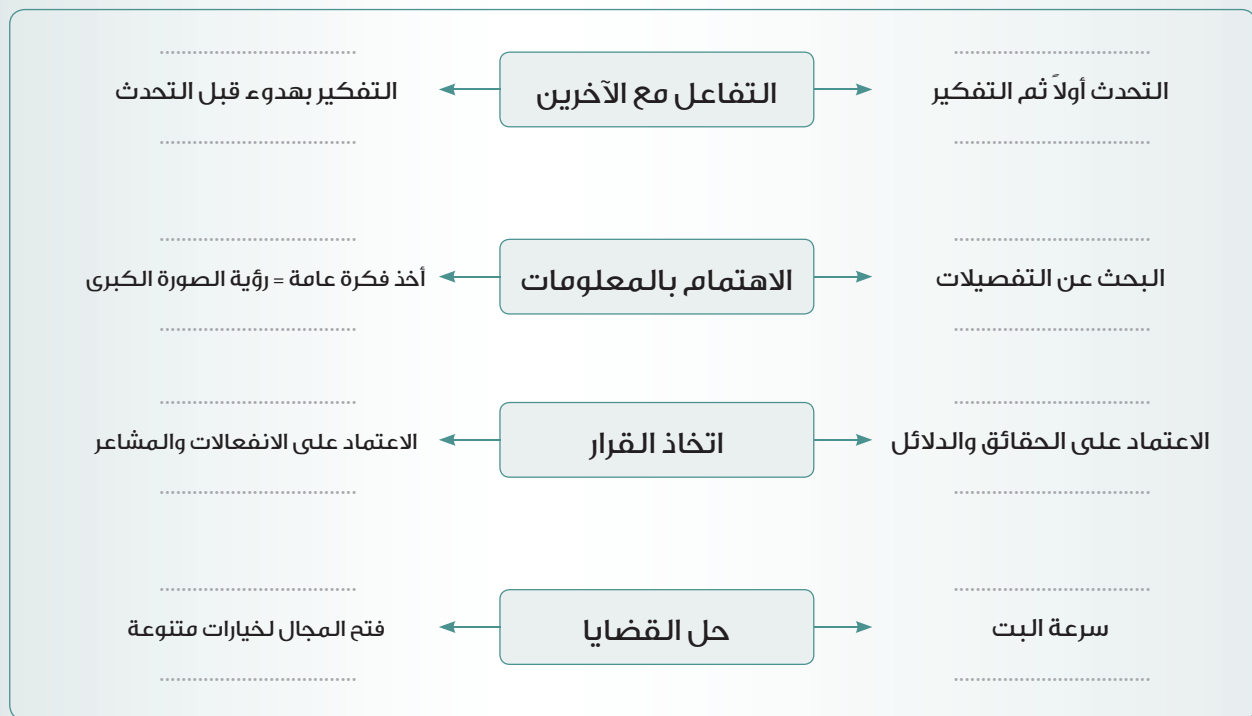 التحدث أولاً ثم التفكير
التفاعل مع الآخرين
التفكير بهدوء قبل التحدث
البحث عن التفصيلات
الاهتمام بالمعلومات
أخذ فكرة عامة = رؤية الصورة الكبرى
الاعتماد على الحقائق والدلائل
اتخاذ القرار
الاعتماد على الانفعالات والمشاعر
سرعة البت
حل القضايا
فتح المجال لخيارات متنوعة